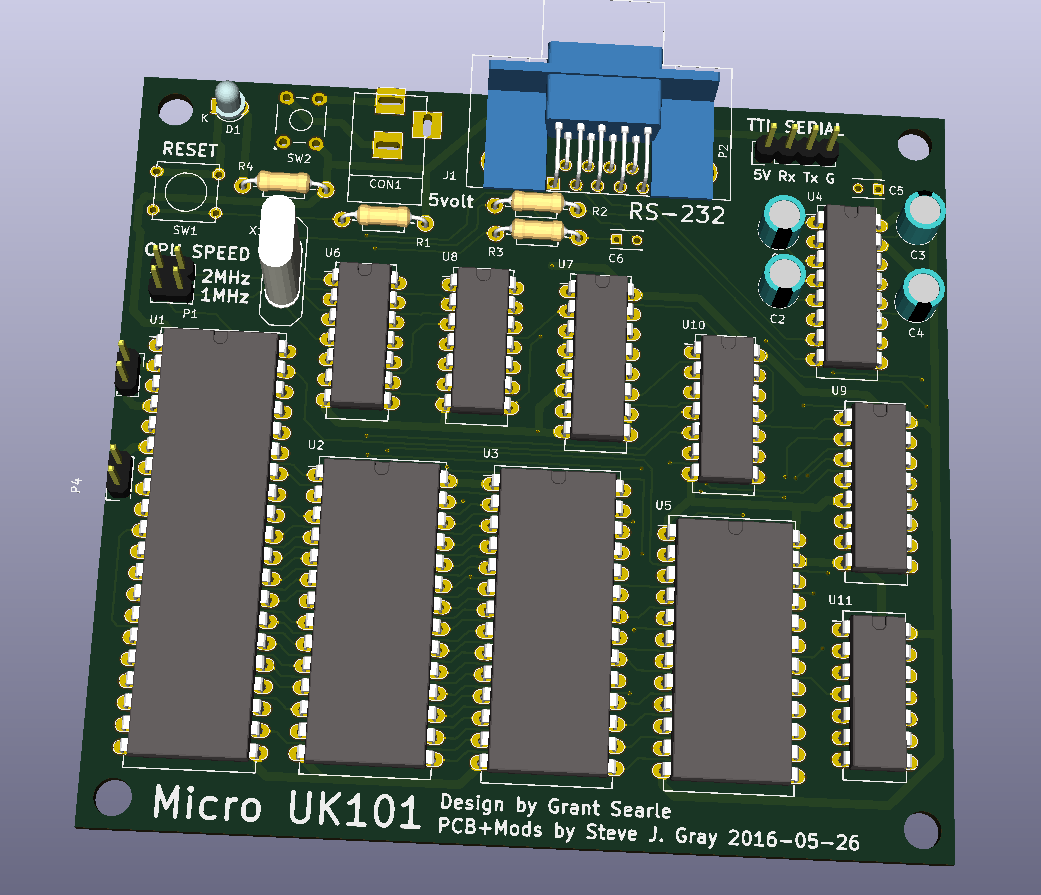 TTL SERIAL
K
D1
RESET
SW2
P2
R4
CON1
J1
5V Rx Tx G
C5
5volt
R2
RS-232
U4
SW1
R1
R3
C6
C3
CPU SPEED
U6
U8
U7
2MHz
1MHz
P1
U1
C2
C4
U10
U9
U2
U3
P4
U5
U11
Micro UK101
Design by Grant Searle
PCB+Mods by Steve J. Gray 2016-05-26